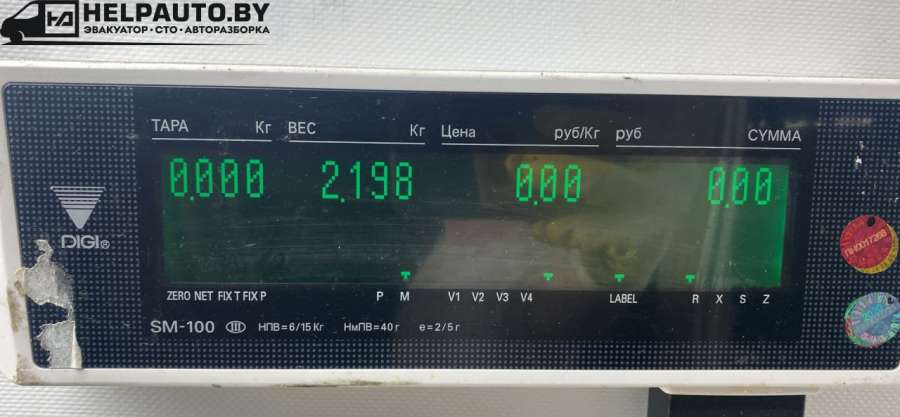 HELPAUTO.BY
ЭВАКУАТОР·СТО·АВТОРАЗБОРКА
ТАРА Кг ВЕС Кг Цена руб/Кг руб СУММА
0.000 2.198 0.00 0.00
DIGI®
ZERO NET FIX T FIX P P M V1 V2 V3 V4 LABEL R X S Z
SM-100 III НПВ=6/15 Кг НмПВ=40 г е=2/5 г